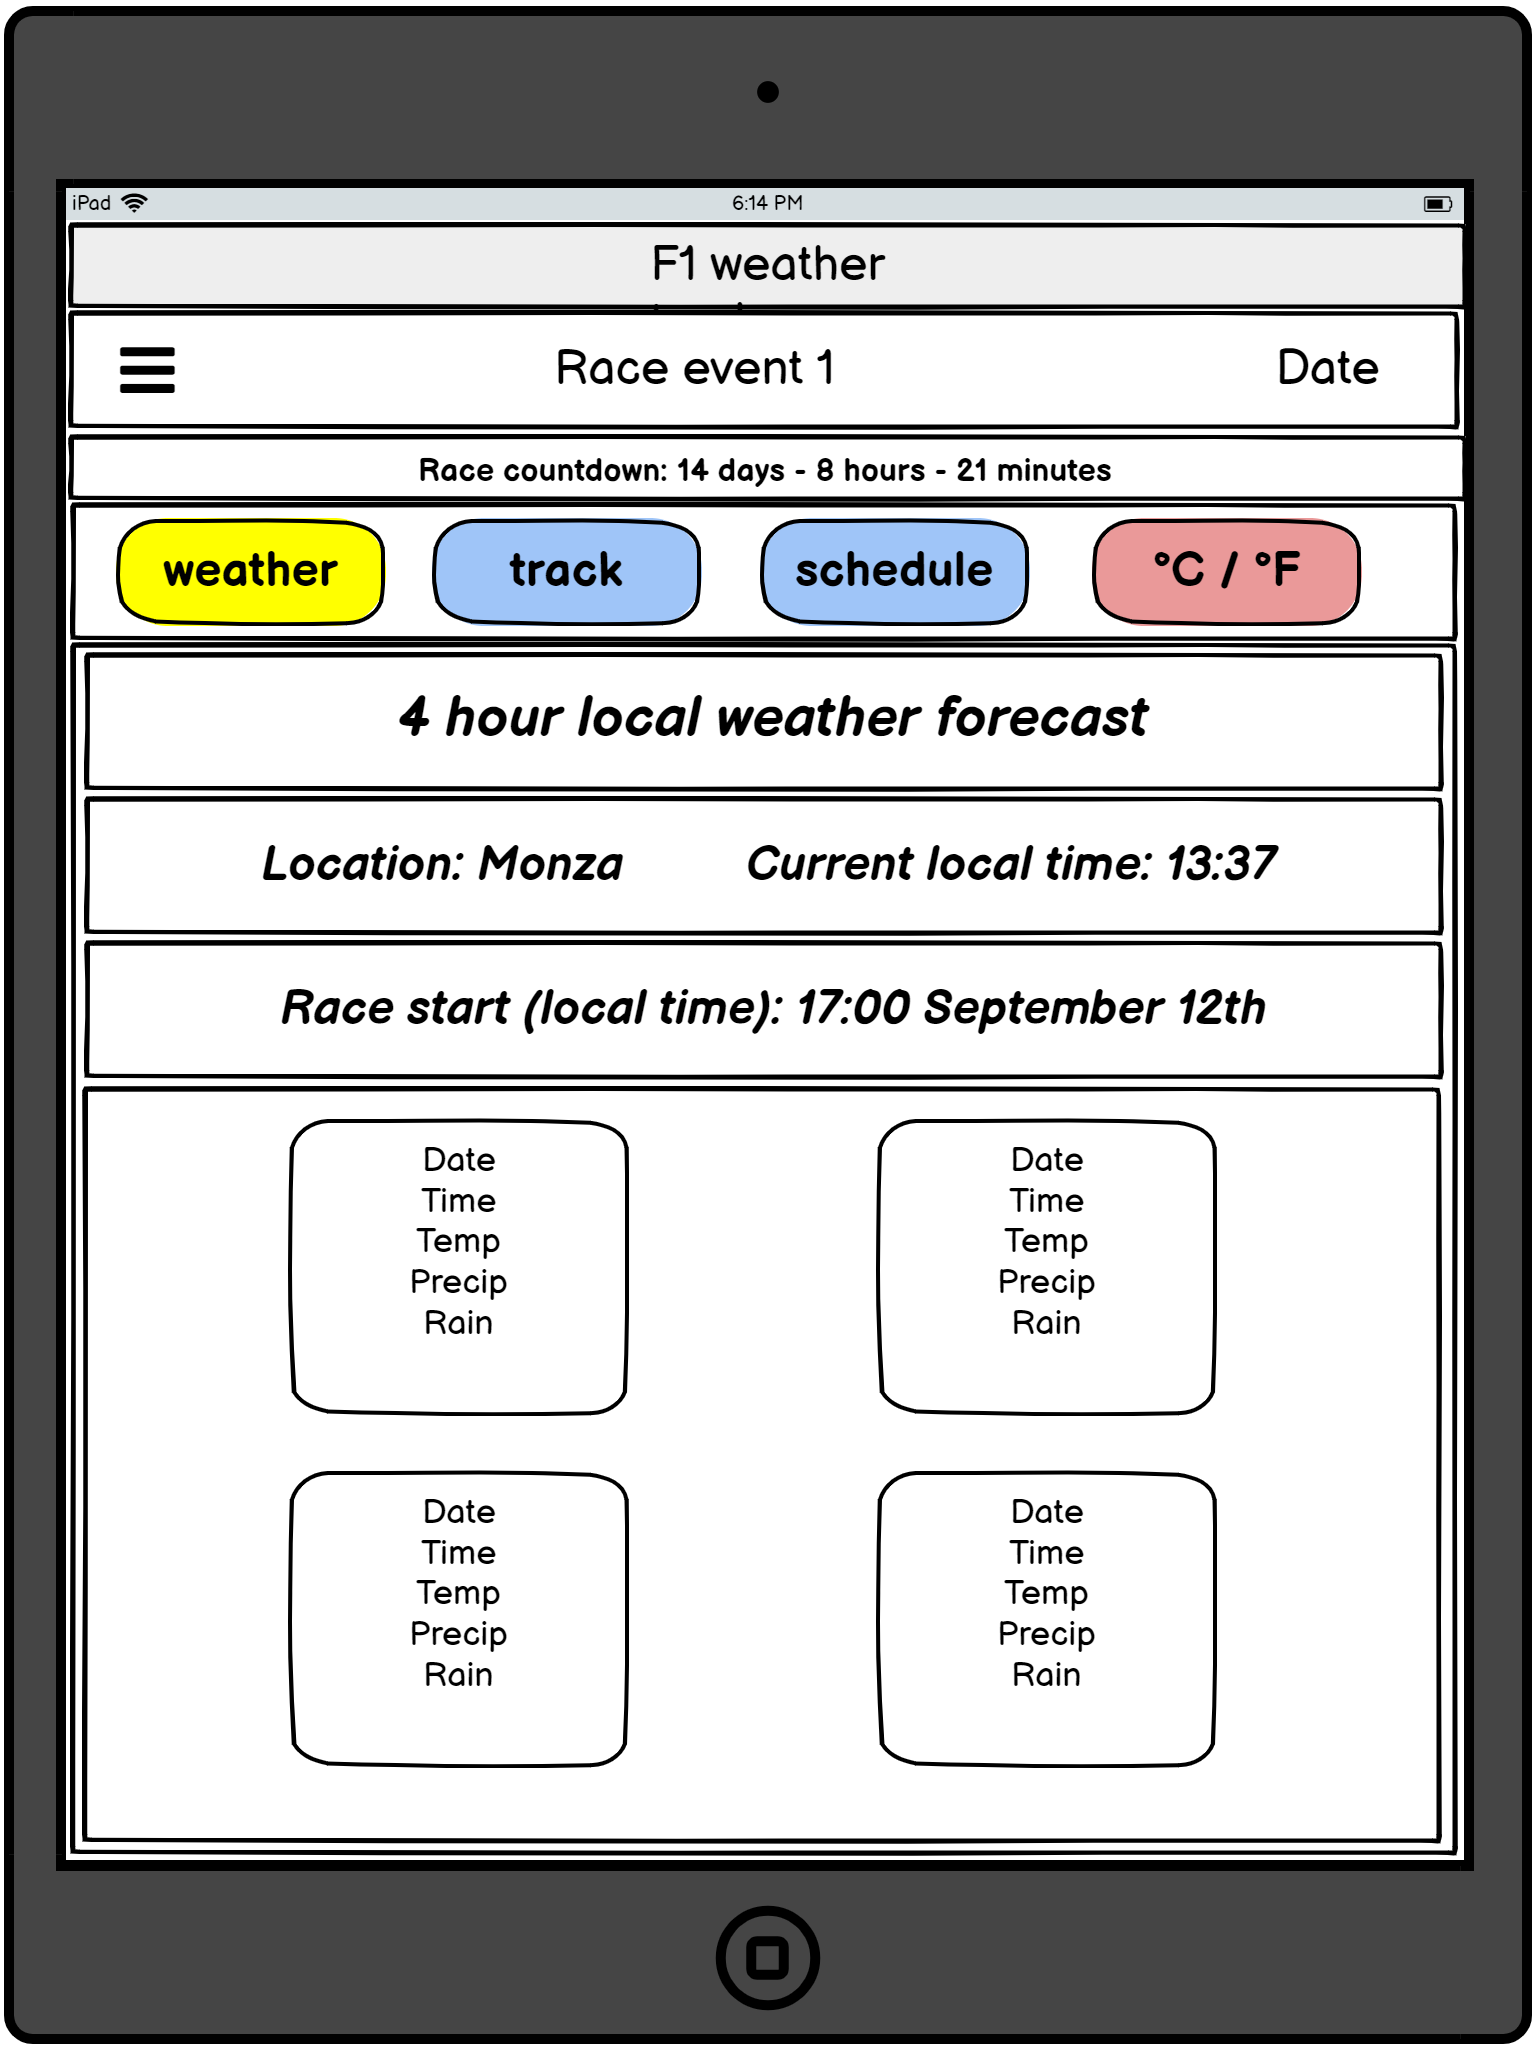 iPad 6:14 PM
F1 weather
Race event 1 Date
Race countdown: 14 days - 8 hours - 21 minutes
weather track schedule °C / °F
4 hour local weather forecast
Location: Monza Current local time: 13:37
Race start (local time): 17:00 September 12th
Date
Time
Temp
Precip
Rain
Date
Time
Temp
Precip
Rain
Date
Time
Temp
Precip
Rain
Date
Time
Temp
Precip
Rain